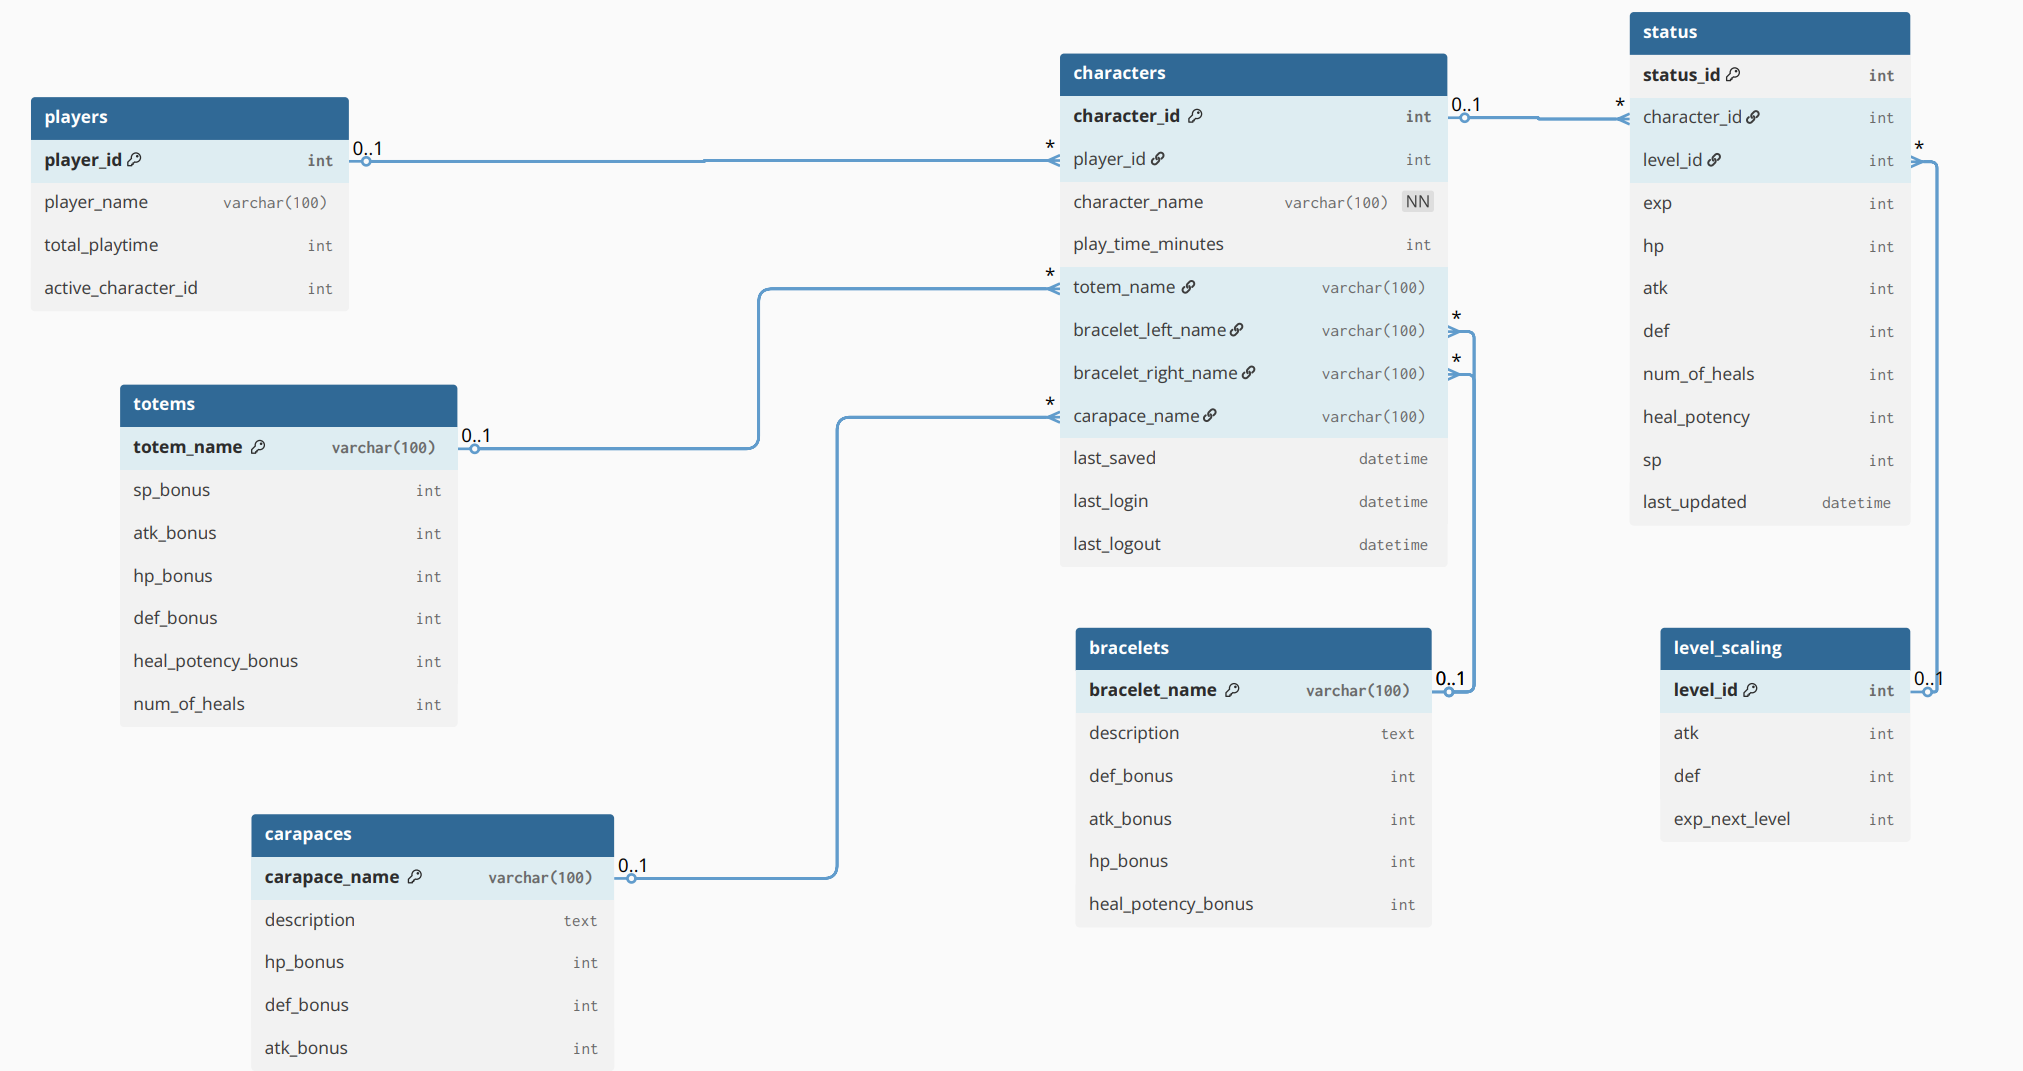 players
player_id int
player_name varchar(100)
total_playtime int
active_character_id int
0..1
*
totems
totem_name varchar(100)
sp_bonus int
atk_bonus int
hp_bonus int
def_bonus int
heal_potency_bonus int
num_of_heals int
0..1
*
carapaces
carapace_name varchar(100)
description text
hp_bonus int
def_bonus int
atk_bonus int
0..1
*
characters
character_id int
player_id int
character_name varchar(100) NN
play_time_minutes int
totem_name varchar(100)
bracelet_left_name varchar(100)
bracelet_right_name varchar(100)
carapace_name varchar(100)
last_saved datetime
last_login datetime
last_logout datetime
0..1
*
*
*
bracelets
bracelet_name varchar(100)
description text
def_bonus int
atk_bonus int
hp_bonus int
heal_potency_bonus int
0..1
status
status_id int
character_id int
level_id int
exp int
hp int
atk int
def int
num_of_heals int
heal_potency int
sp int
last_updated datetime
*
level_scaling
level_id int
atk int
def int
exp_next_level int
0..1